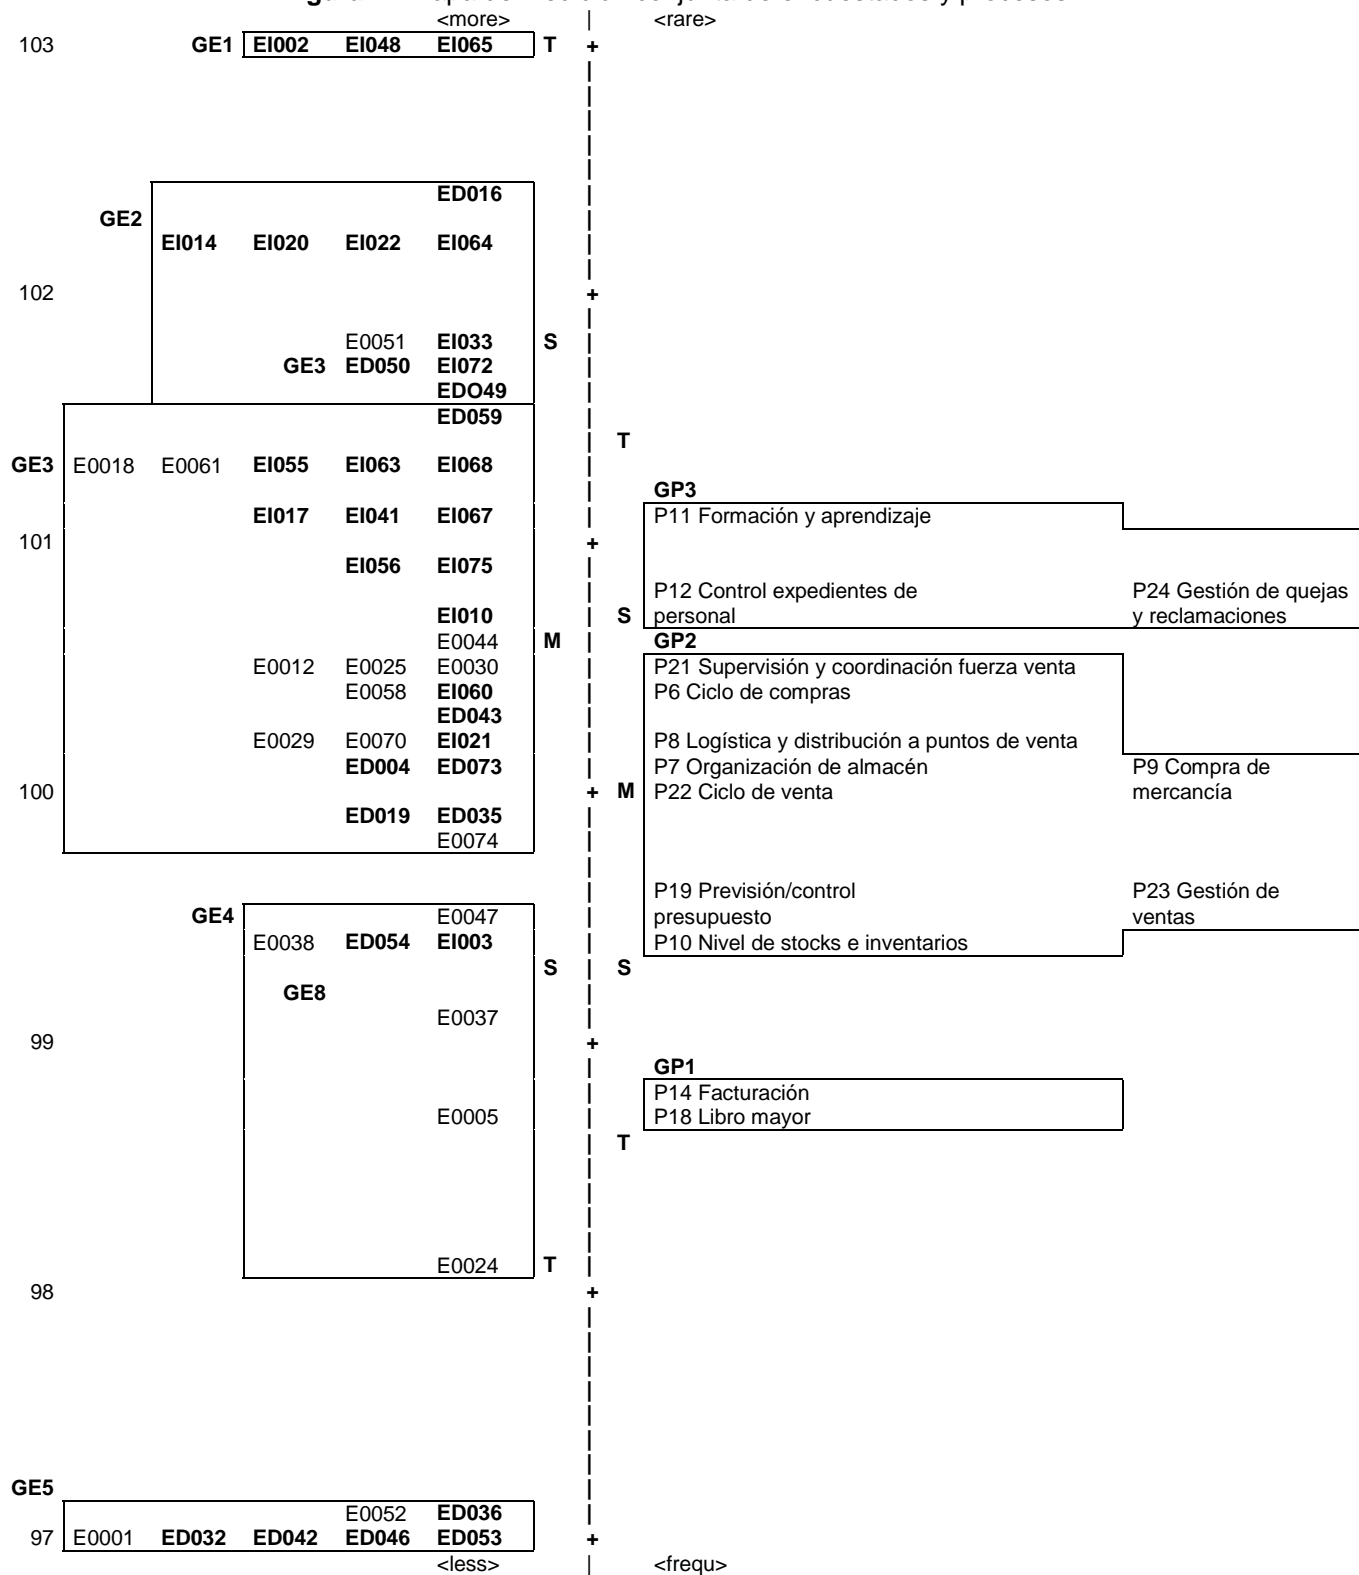 <more> | <rare>
103 GE1 EI002 EI048 EI065 T +
ED016
GE2
EI014 EI020 EI022 EI064
102 +
E0051 EI033 S
GE3 ED050 EI072
EDO49
ED059
T
GE3 E0018 E0061 EI055 EI063 EI068
GP3
EI017 EI041 EI067 P11 Formación y aprendizaje
101 +
EI056 EI075
P12 Control expedientes de P24 Gestión de quejas
EI010 S personal y reclamaciones
E0044 M GP2
E0012 E0025 E0030 P21 Supervisión y coordinación fuerza venta
E0058 EI060 P6 Ciclo de compras
ED043
E0029 E0070 EI021 P8 Logística y distribución a puntos de venta
ED004 ED073 P7 Organización de almacén P9 Compra de
100 + M P22 Ciclo de venta mercancía
ED019 ED035
E0074
P19 Previsión/control P23 Gestión de
GE4 E0047 presupuesto ventas
E0038 ED054 EI003 P10 Nivel de stocks e inventarios
S S
GE8
E0037
99 +
GP1
P14 Facturación
E0005 P18 Libro mayor
T
E0024 T
98 +
GE5
E0052 ED036
97 E0001 ED032 ED042 ED046 ED053 +
<less> | <frequ>